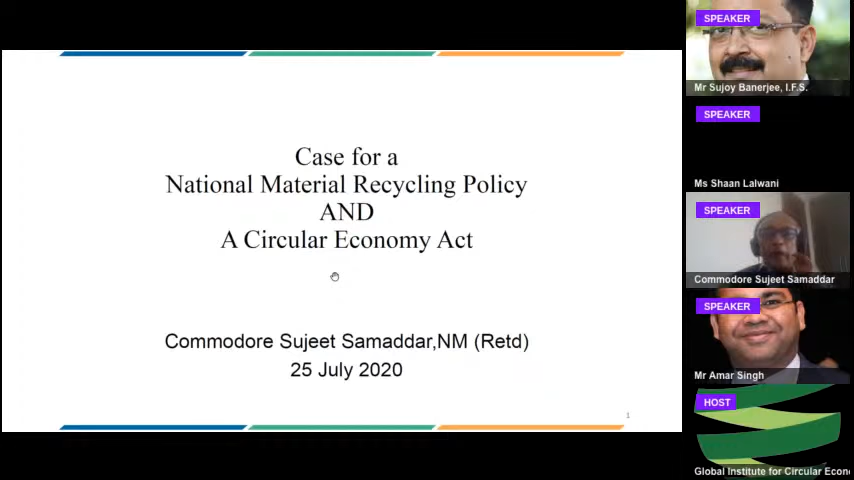 Case for a
National Material Recycling Policy
AND
A Circular Economy Act
Commodore Sujeet Samaddar,NM (Retd)
25 July 2020
1
SPEAKER
Mr Sujoy Banerjee, I.F.S.
SPEAKER
Ms Shaan Lalwani
SPEAKER
Commodore Sujeet Samaddar
SPEAKER
Mr Amar Singh
HOST
Global Institute for Circular Econ